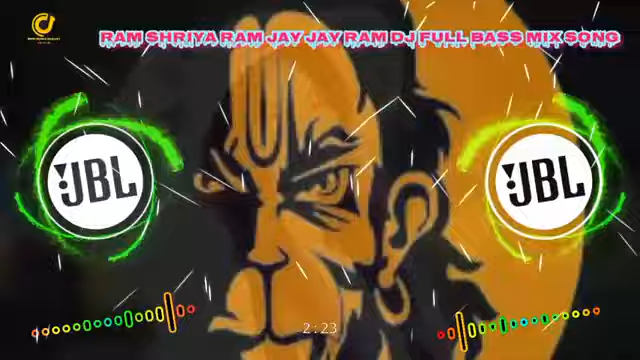 RAM SHRIYA RAM JAY JAY RAM DJ FULL BASS MIX SONG
JBL
JBL
2:23